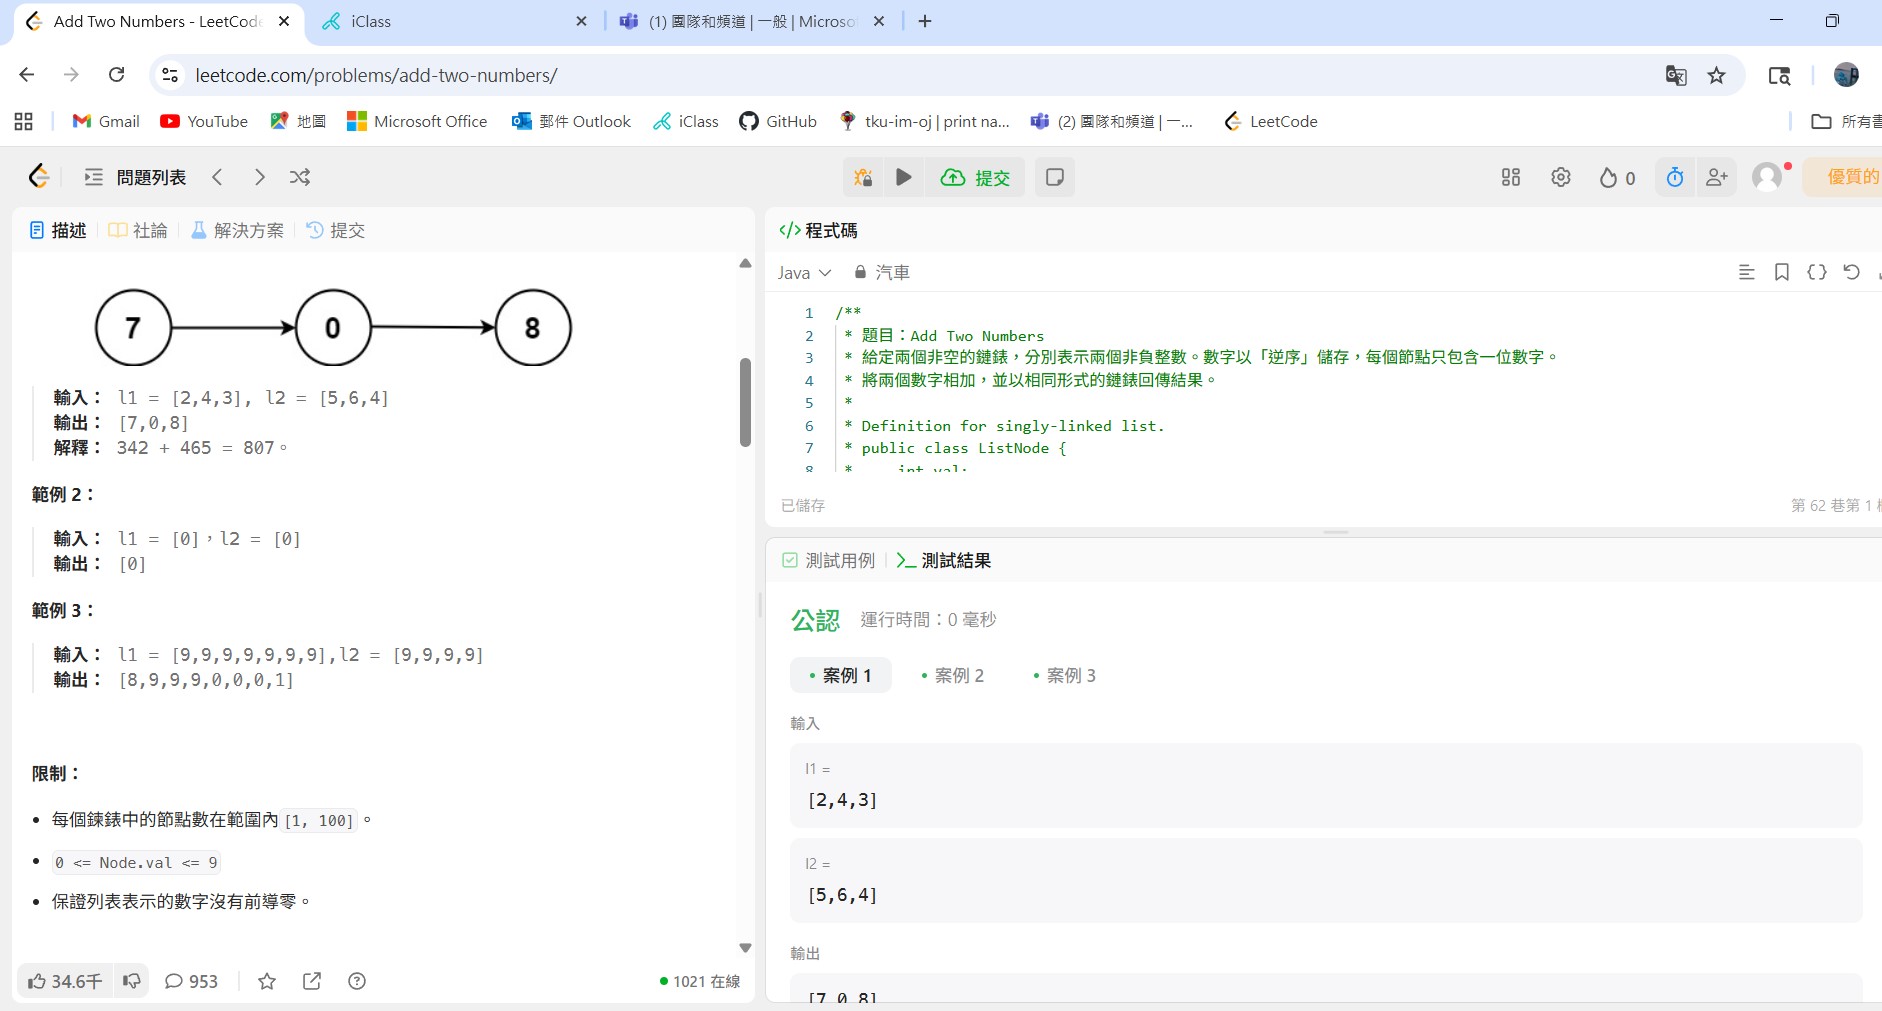 Add Two Numbers - LeetCode
iClass
(1) 團隊和頻道 | 一般 | Microso
leetcode.com/problems/add-two-numbers/
Gmail
YouTube
地圖
Microsoft Office
郵件 Outlook
iClass
GitHub
tku-im-oj | print na...
(2) 團隊和頻道 | 一...
LeetCode
所有書
問題列表
提交
0
優質的
描述
社論
解決方案
提交
7
0
8
輸入： l1 = [2,4,3], l2 = [5,6,4]
輸出： [7,0,8]
解釋： 342 + 465 = 807。
範例 2：
輸入： l1 = [0]，l2 = [0]
輸出： [0]
範例 3：
輸入： l1 = [9,9,9,9,9,9,9],l2 = [9,9,9,9]
輸出： [8,9,9,9,0,0,0,1]
限制：
• 每個鍊錶中的節點數在範圍內 [1, 100] 。
• 0 <= Node.val <= 9
• 保證列表表示的數字沒有前導零。
34.6千
953
1021 在線
</> 程式碼
Java
汽車
1 /**
2 * 題目：Add Two Numbers
3 * 給定兩個非空的鏈錶，分別表示兩個非負整數。數字以「逆序」儲存，每個節點只包含一位數字。
4 * 將兩個數字相加，並以相同形式的鏈錶回傳結果。
5 *
6 * Definition for singly-linked list.
7 * public class ListNode {
8 * int val;
已儲存
第 62 巷第 1
測試用例
測試結果
公認
運行時間：0 毫秒
• 案例 1
• 案例 2
• 案例 3
輸入
l1 =
[2,4,3]
l2 =
[5,6,4]
輸出
[7,0,8]